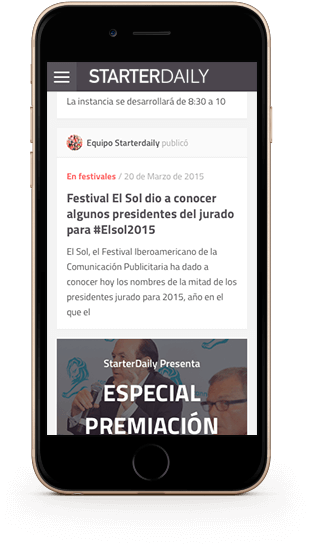 STARTERDAILY
La instancia se desarrollará de 8:30 a 10
Equipo Starterdaily publicó
En festivales / 20 de Marzo de 2015
Festival El Sol dio a conocer
algunos presidentes del jurado
para #Elsol2015
El Sol, el Festival Iberoamericano de la
Comunicación Publicitaria ha dado a
conocer hoy los nombres de la mitad de los
presidentes jurado para 2015, año en el
que el
StarterDaily Presenta
ESPECIAL
PREMIACIÓN